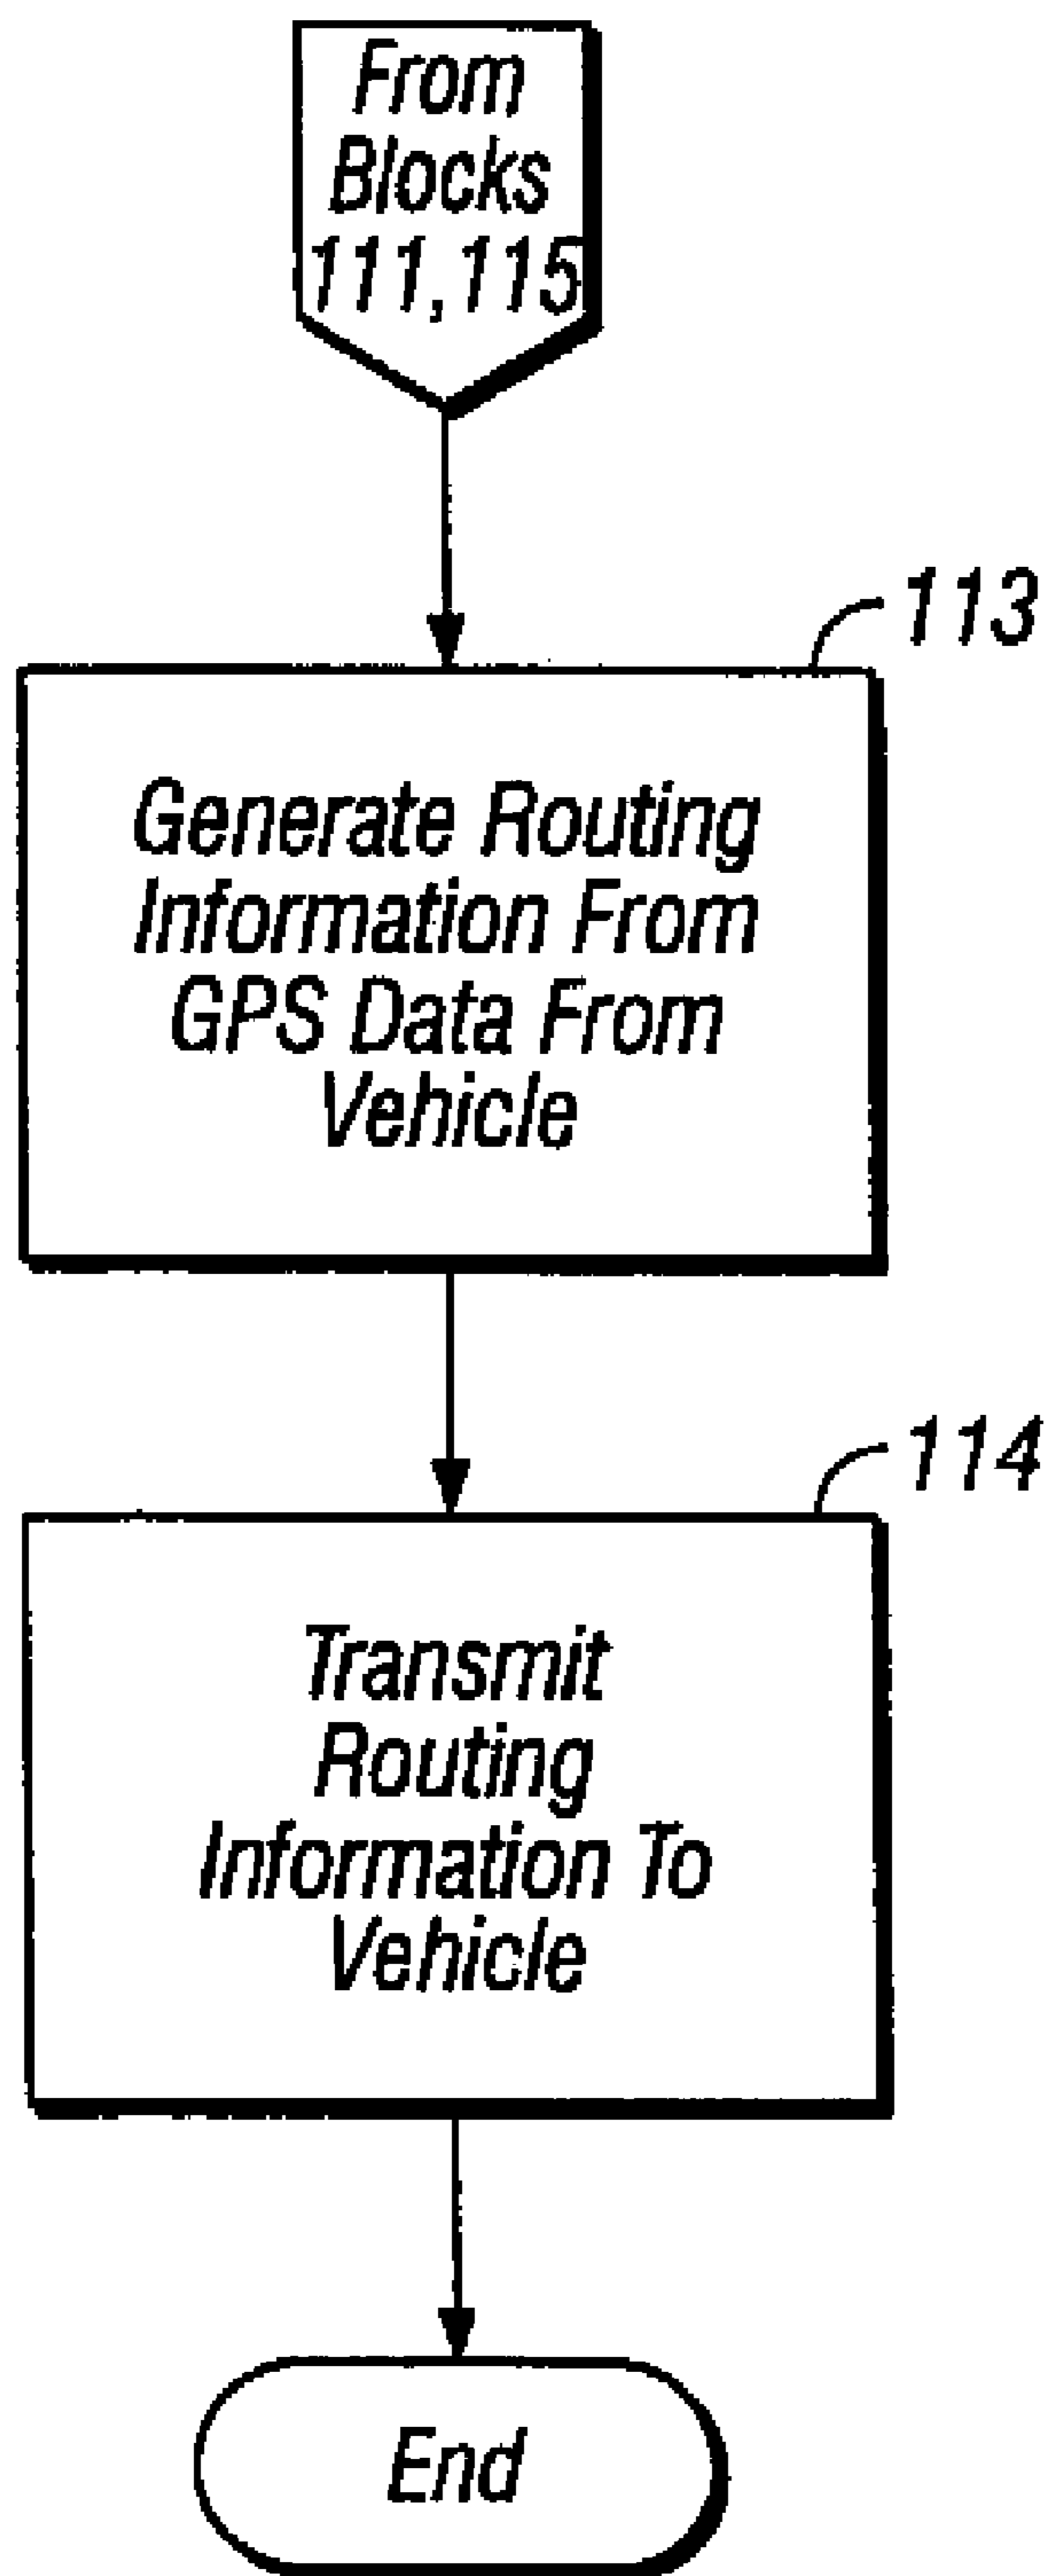 From
Blocks
111,115
113
Generate Routing
Information From
GPS Data From
Vehicle
114
Transmit
Routing
Information To
Vehicle
End